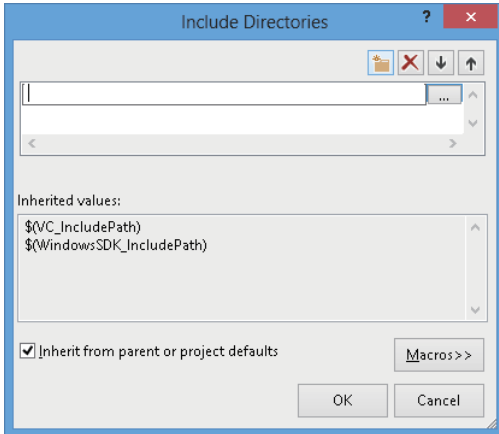 Include Directories
?
...
Inherited values:
$(VC_IncludePath)
$(WindowsSDK_IncludePath)
Inherit from parent or project defaults
Macros>>
OK
Cancel